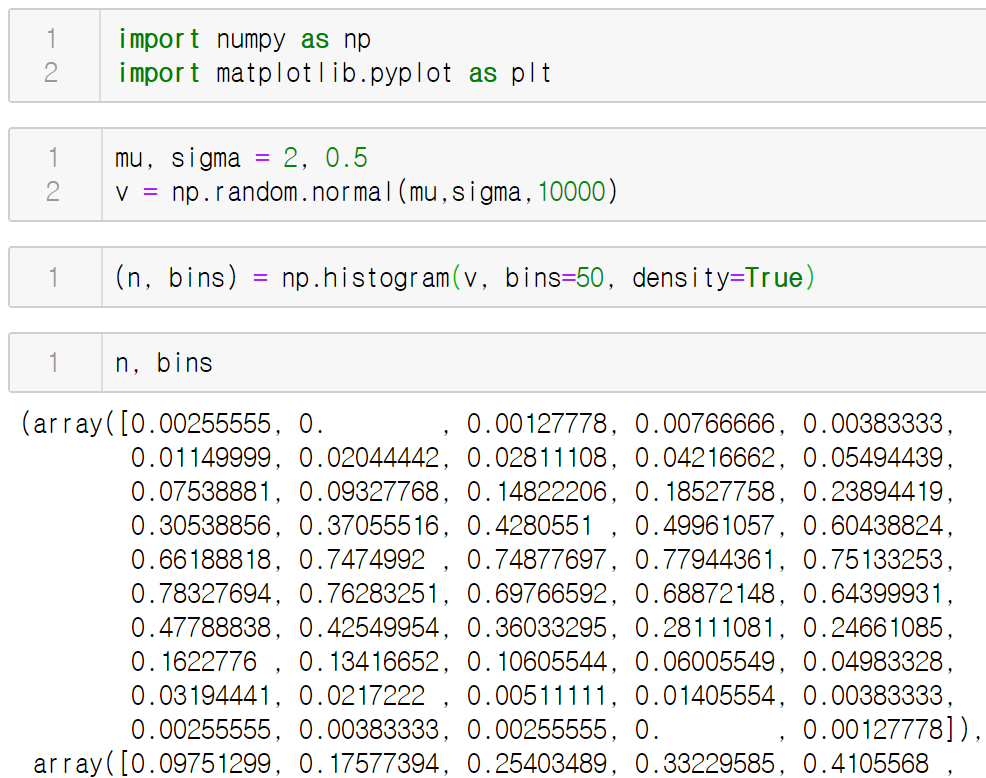 1 import numpy as np
2 import matplotlib.pyplot as plt
1 mu, sigma = 2, 0.5
2 v = np.random.normal(mu,sigma,10000)
1 (n, bins) = np.histogram(v, bins=50, density=True)
1 n, bins
(array([0.00255555, 0.        , 0.00127778, 0.00766666, 0.00383333,
0.01149999, 0.02044442, 0.02811108, 0.04216662, 0.05494439,
0.07538881, 0.09327768, 0.14822206, 0.18527758, 0.23894419,
0.30538856, 0.37055516, 0.4280551 , 0.49961057, 0.60438824,
0.66188818, 0.7474992 , 0.74877697, 0.77944361, 0.75133253,
0.78327694, 0.76283251, 0.69766592, 0.68872148, 0.64399931,
0.47788838, 0.42549954, 0.36033295, 0.28111081, 0.24661085,
0.1622776 , 0.13416652, 0.10605544, 0.06005549, 0.04983328,
0.03194441, 0.0217222 , 0.00511111, 0.01405554, 0.00383333,
0.00255555, 0.00383333, 0.00255555, 0.        , 0.00127778]),
array([0.09751299, 0.17577394, 0.25403489, 0.33229585, 0.4105568 ,